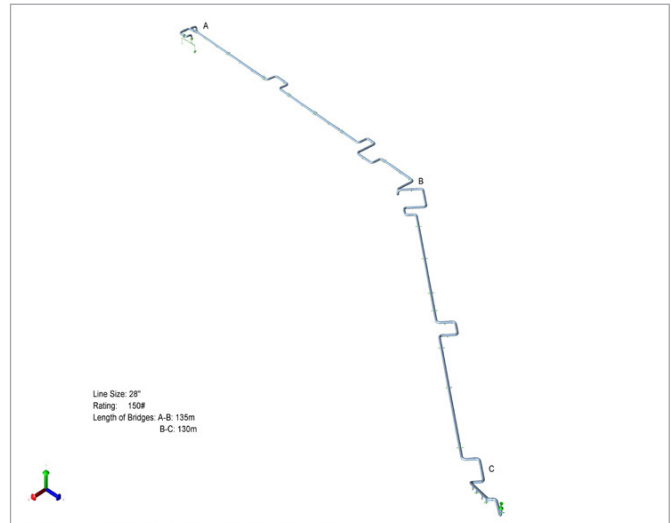 A
B
C
Line Size: 28"
Rating: 150#
Length of Bridges: A-B: 135m
B-C: 130m